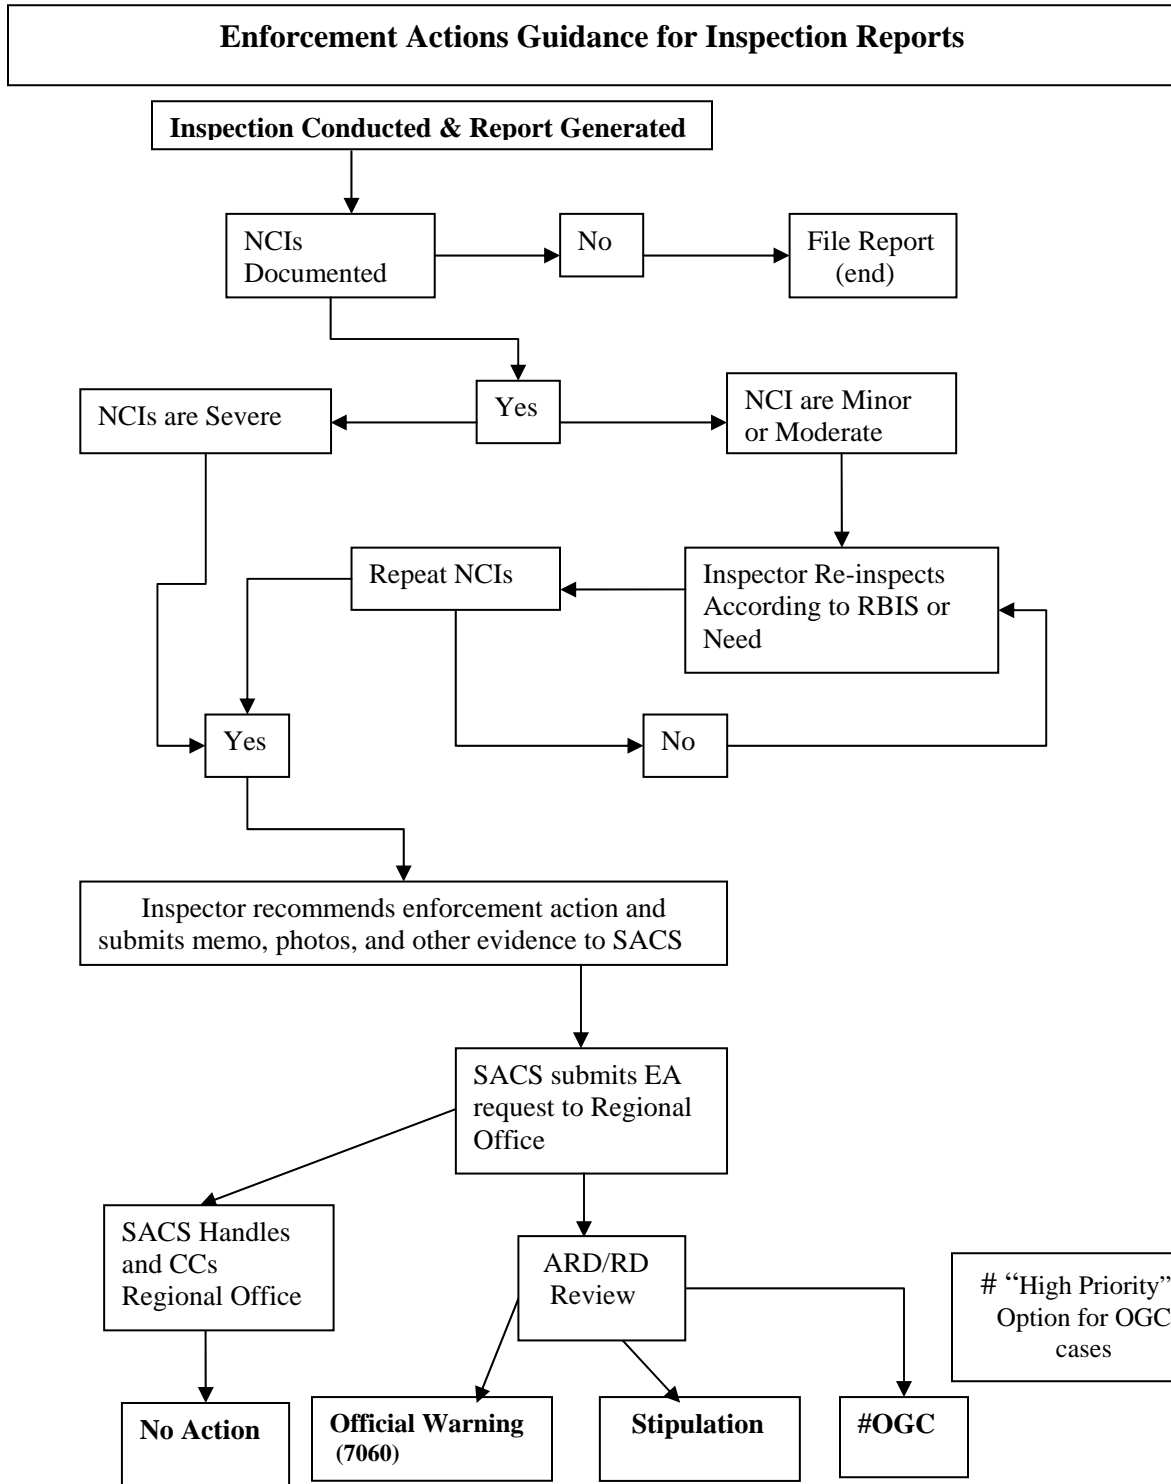 Enforcement Actions Guidance for Inspection Reports
Inspection Conducted & Report Generated
NCIs
Documented
No
File Report
(end)
NCIs are Severe
Yes
NCI are Minor
or Moderate
Repeat NCIs
Inspector Re-inspects
According to RBIS or
Need
Yes
No
Inspector recommends enforcement action and
submits memo, photos, and other evidence to SACS
SACS submits EA
request to Regional
Office
SACS Handles
and CCs
Regional Office
ARD/RD
Review
# “High Priority”
Option for OGC
cases
No Action
Official Warning
(7060)
Stipulation
#OGC